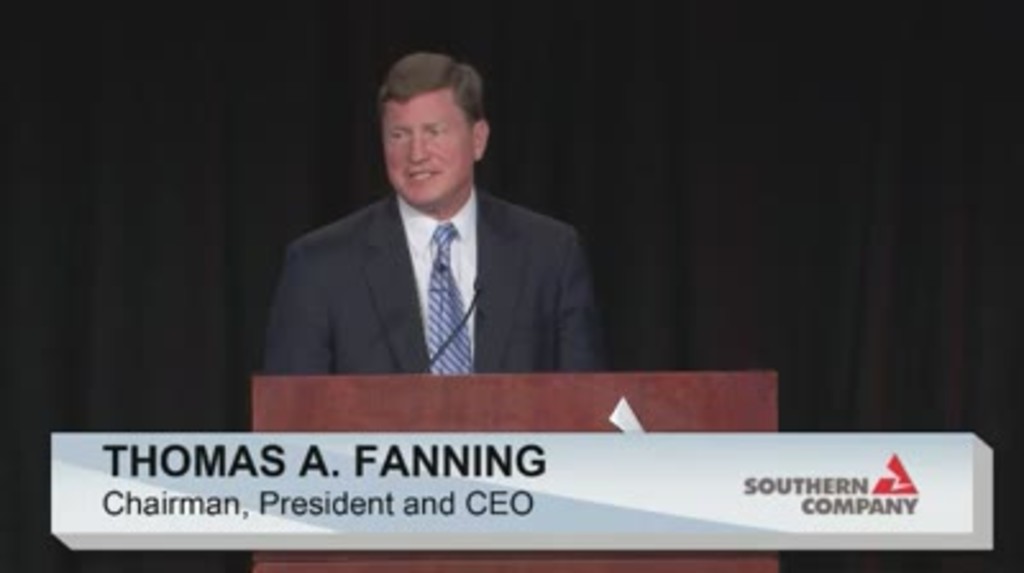 THOMAS A. FANNING
Chairman, President and CEO
SOUTHERN
COMPANY